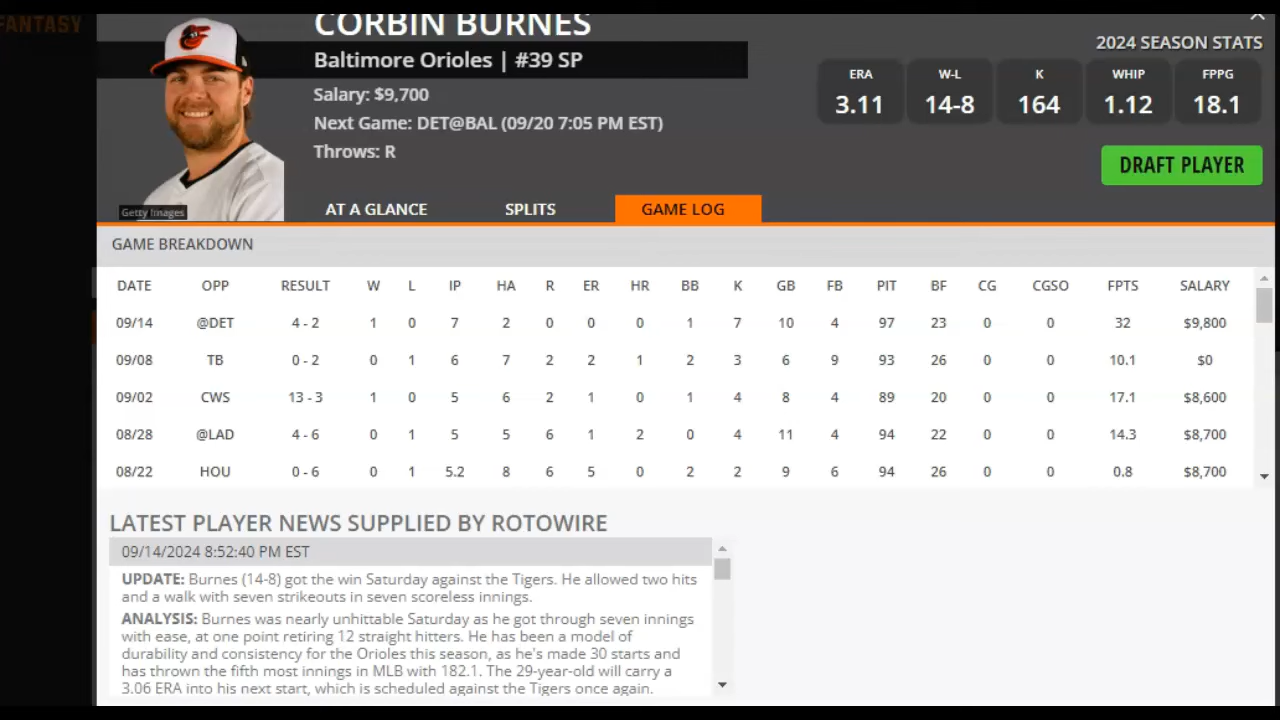 FANTASY
CORBIN BURNES
Baltimore Orioles | #39 SP
Salary: $9,700
Next Game: DET@BAL (09/20 7:05 PM EST)
Throws: R
Getty Images
2024 SEASON STATS
ERA W-L K WHIP FPPG
3.11 14-8 164 1.12 18.1
DRAFT PLAYER
AT A GLANCE SPLITS GAME LOG
GAME BREAKDOWN
DATE OPP RESULT W L IP HA R ER HR BB K GB FB PIT BF CG CGSO FPTS SALARY
09/14 @DET 4 - 2 1 0 7 2 0 0 0 1 7 10 4 97 23 0 0 32 $9,800
09/08 TB 0 - 2 0 1 6 7 2 2 1 2 3 6 9 93 26 0 0 10.1 $0
09/02 CWS 13 - 3 1 0 5 6 2 1 0 1 4 8 4 89 20 0 0 17.1 $8,600
08/28 @LAD 4 - 6 0 1 5 5 6 1 2 0 4 11 4 94 22 0 0 14.3 $8,700
08/22 HOU 0 - 6 0 1 5.2 8 6 5 0 2 2 9 6 94 26 0 0 0.8 $8,700
LATEST PLAYER NEWS SUPPLIED BY ROTOWIRE
09/14/2024 8:52:40 PM EST
UPDATE: Burnes (14-8) got the win Saturday against the Tigers. He allowed two hits
and a walk with seven strikeouts in seven scoreless innings.
ANALYSIS: Burnes was nearly unhittable Saturday as he got through seven innings
with ease, at one point retiring 12 straight hitters. He has been a model of
durability and consistency for the Orioles this season, as he's made 30 starts and
has thrown the fifth most innings in MLB with 182.1. The 29-year-old will carry a
3.06 ERA into his next start, which is scheduled against the Tigers once again.